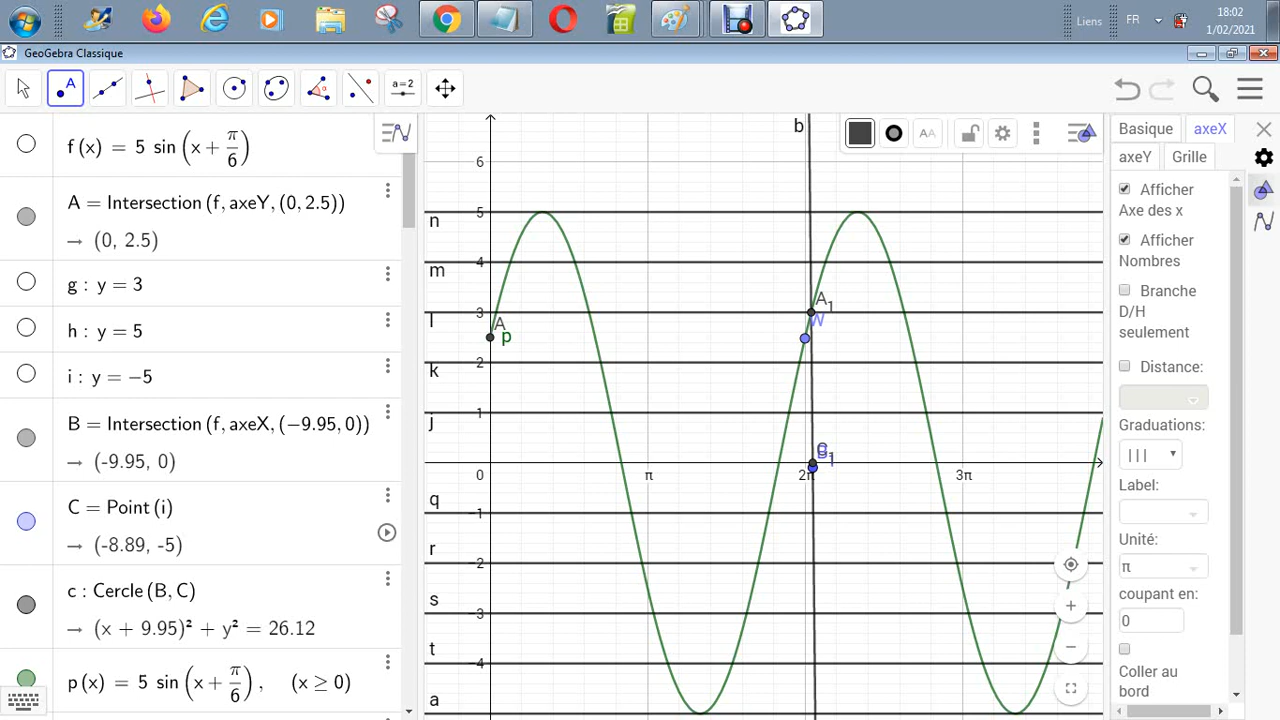 Liens
FR
18:02
1/02/2021
GeoGebra Classique
A
a=2
f(x) = 5 sin(x + π/6)
A = Intersection(f, axeY, (0, 2.5))
→ (0, 2.5)
g : y = 3
h : y = 5
i : y = −5
B = Intersection(f, axeX, (−9.95, 0))
→ (-9.95, 0)
C = Point(i)
→ (-8.89, -5)
c : Cercle(B, C)
→ (x + 9.95)² + y² = 26.12
p(x) = 5 sin(x + π/6), (x ≥ 0)
b
AA
6
5
n
4
m
3
l
A
p
A₁
W
2
k
1
j
0
π
2π
3π
q
−1
r
−2
s
−3
t
−4
a
Basique
axeX
axeY
Grille
Afficher
Axe des x
Afficher
Nombres
Branche
D/H
seulement
Distance:
Graduations:
| | |
Label:
Unité:
π
coupant en:
0
Coller au
bord